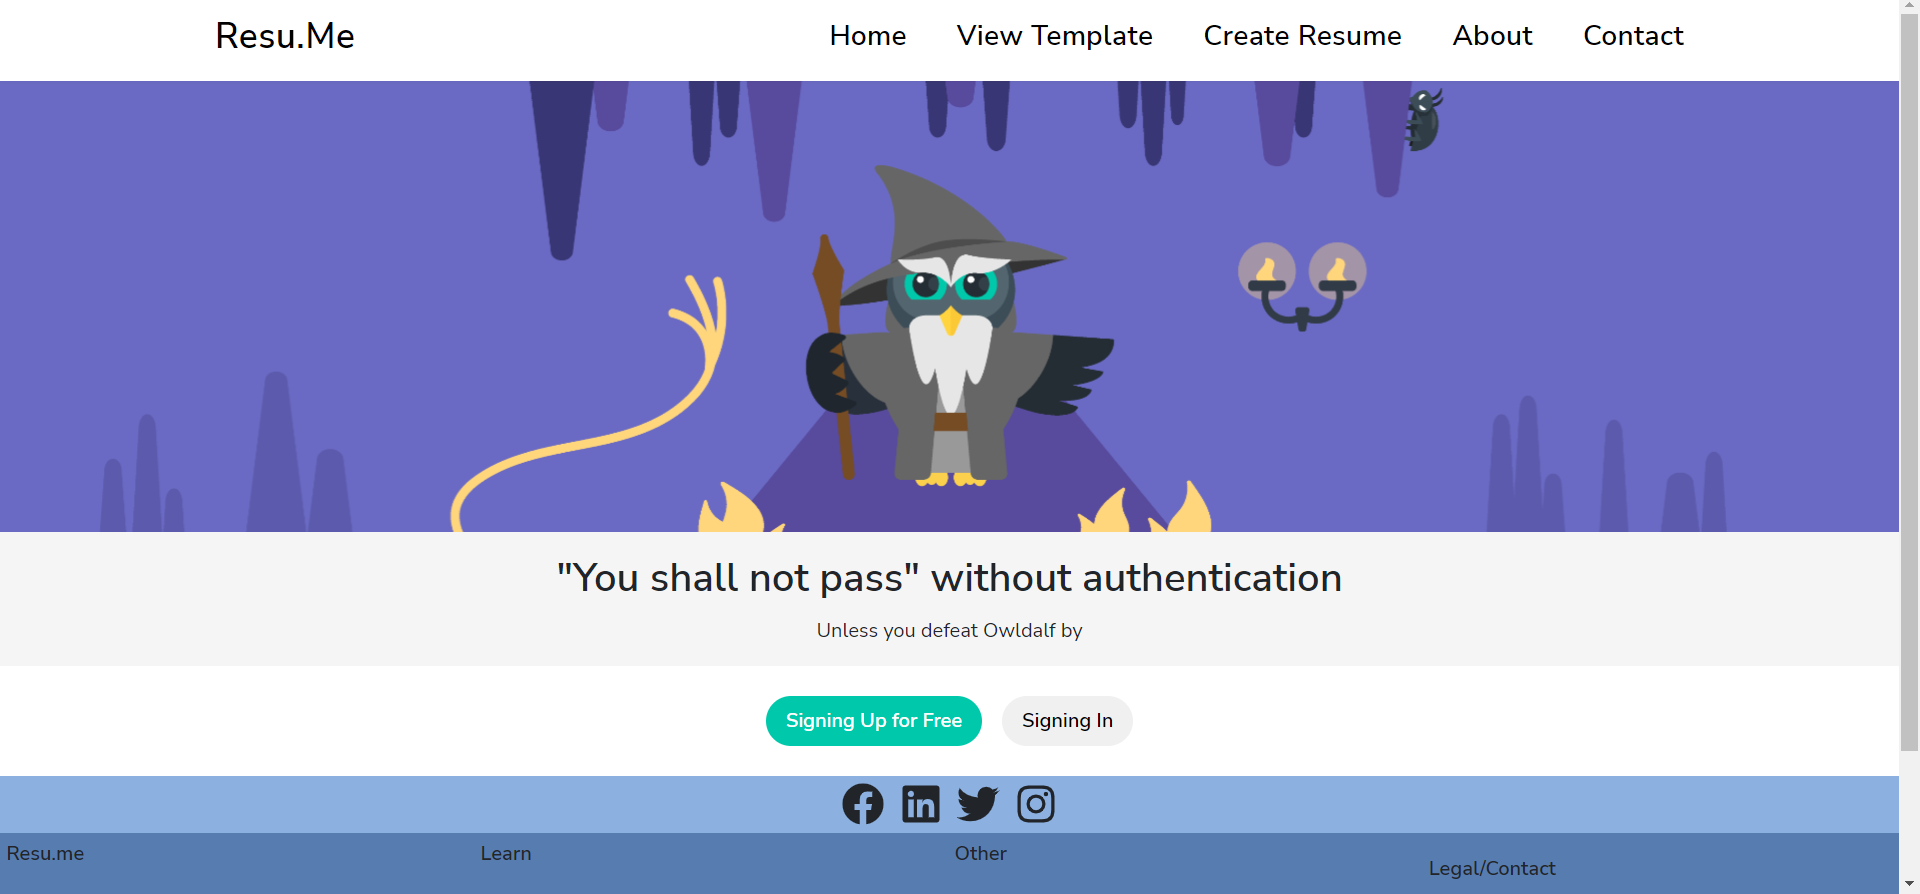 Resu.Me
Home View Template Create Resume About Contact
"You shall not pass" without authentication
Unless you defeat Owldalf by
Signing Up for Free
Signing In
Resu.me
Learn
Other
Legal/Contact